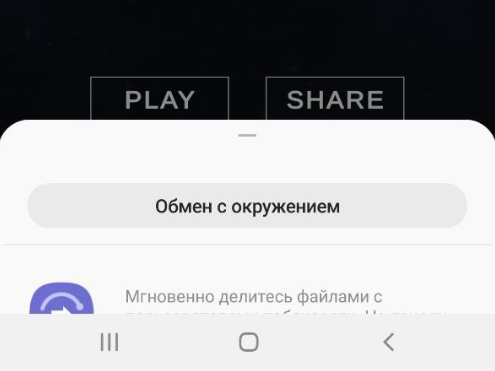 PLAY SHARE
Обмен с окружением
Мгновенно делитесь файлами с